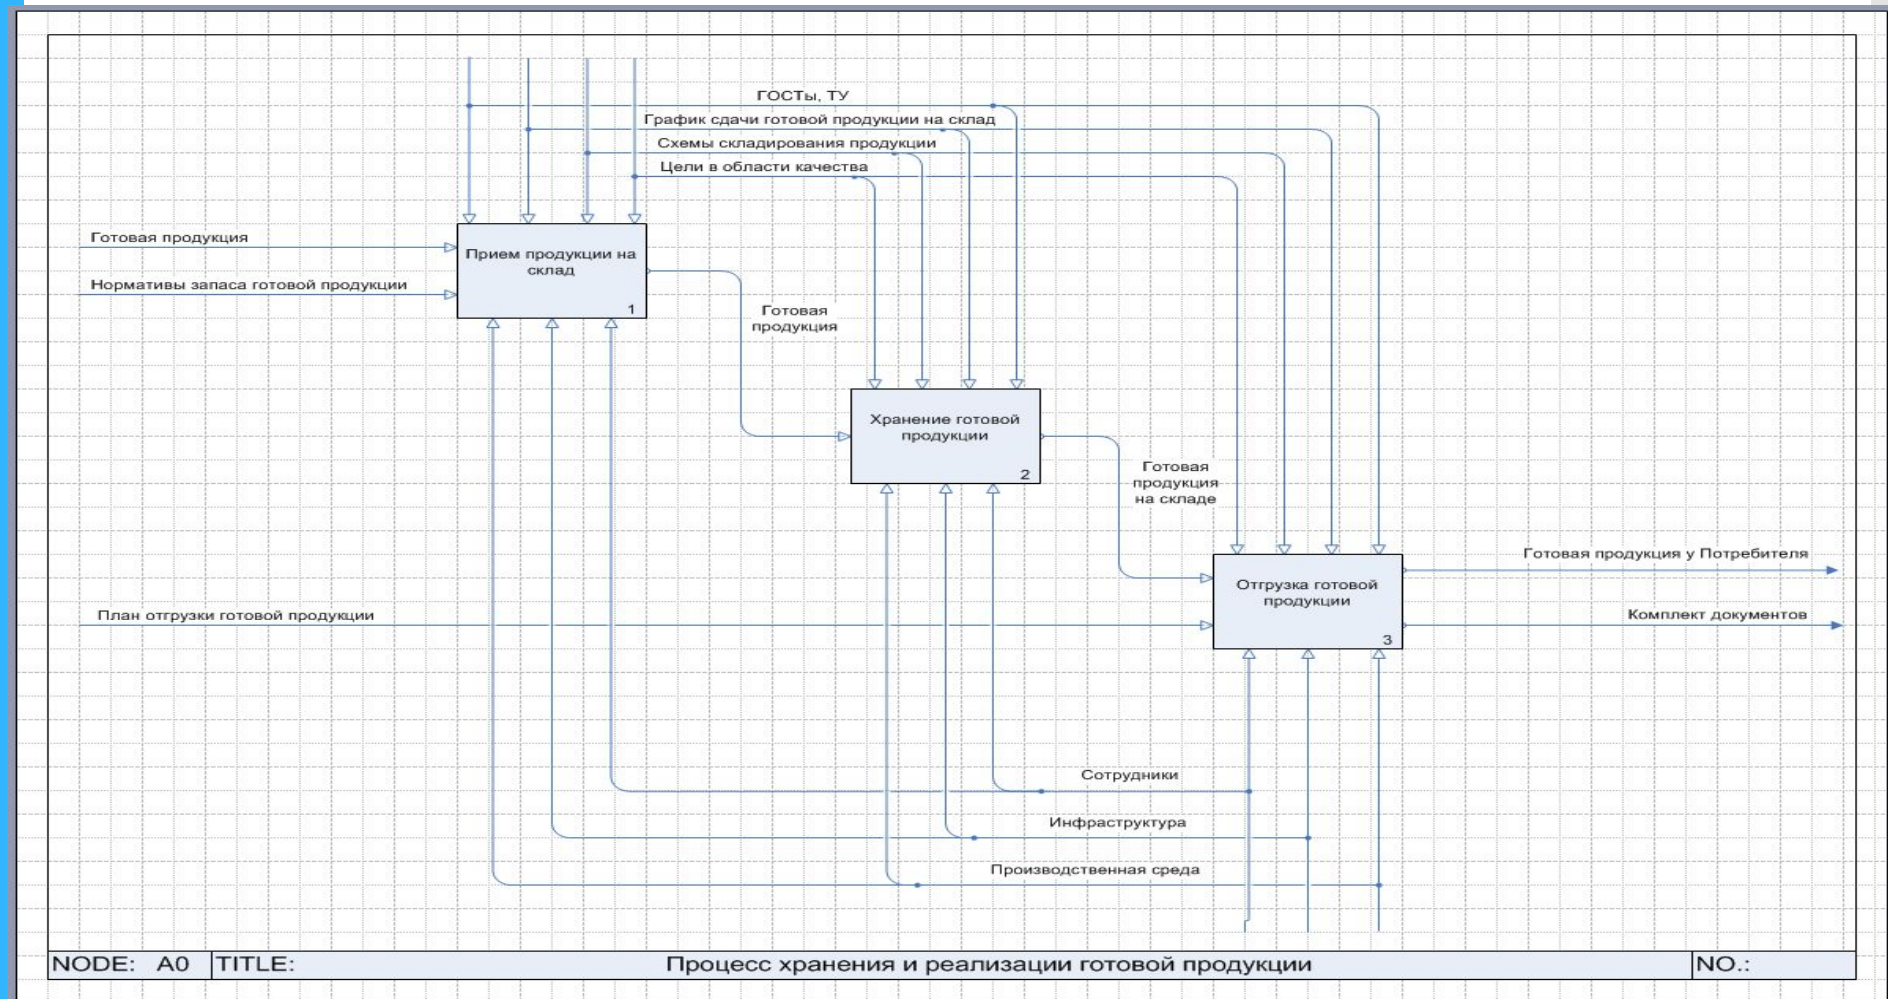 ГОСТы, ТУ
График сдачи готовой продукции на склад
Схемы складирования продукции
Цели в области качества
Готовая продукция
Нормативы запаса готовой продукции
Прием продукции на
склад
1
Готовая
продукция
Хранение готовой
продукции
2
Готовая
продукция
на складе
Отгрузка готовой
продукции
3
Готовая продукция у Потребителя
Комплект документов
План отгрузки готовой продукции
Сотрудники
Инфраструктура
Производственная среда
NODE: A0 TITLE: Процесс хранения и реализации готовой продукции NO.: